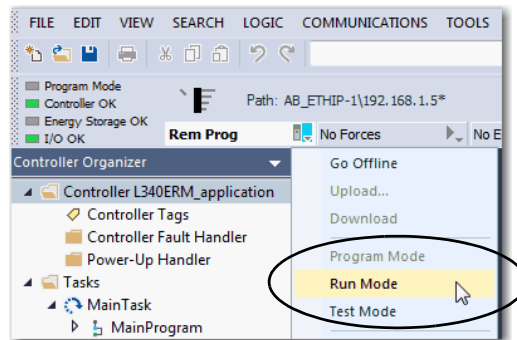 FILE EDIT VIEW SEARCH LOGIC COMMUNICATIONS TOOLS
Program Mode
Controller OK
Energy Storage OK
I/O OK
Path: AB_ETHIP-1\192.168.1.5*
Rem Prog
No Forces
No E
Controller Organizer
Go Offline
Upload...
Download
Program Mode
Run Mode
Test Mode
Controller L340ERM_application
Controller Tags
Controller Fault Handler
Power-Up Handler
Tasks
MainTask
MainProgram